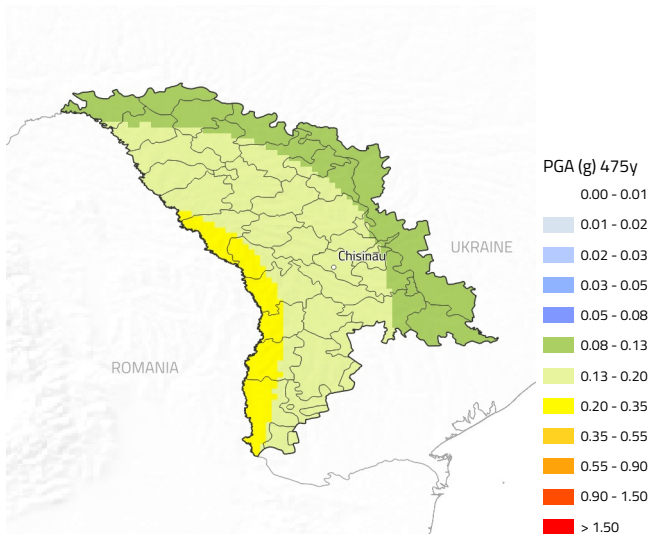 PGA (g) 475y
0.00 - 0.01
0.01 - 0.02
0.02 - 0.03
0.03 - 0.05
0.05 - 0.08
0.08 - 0.13
0.13 - 0.20
0.20 - 0.35
0.35 - 0.55
0.55 - 0.90
0.90 - 1.50
> 1.50
UKRAINE
Chisinau
ROMANIA